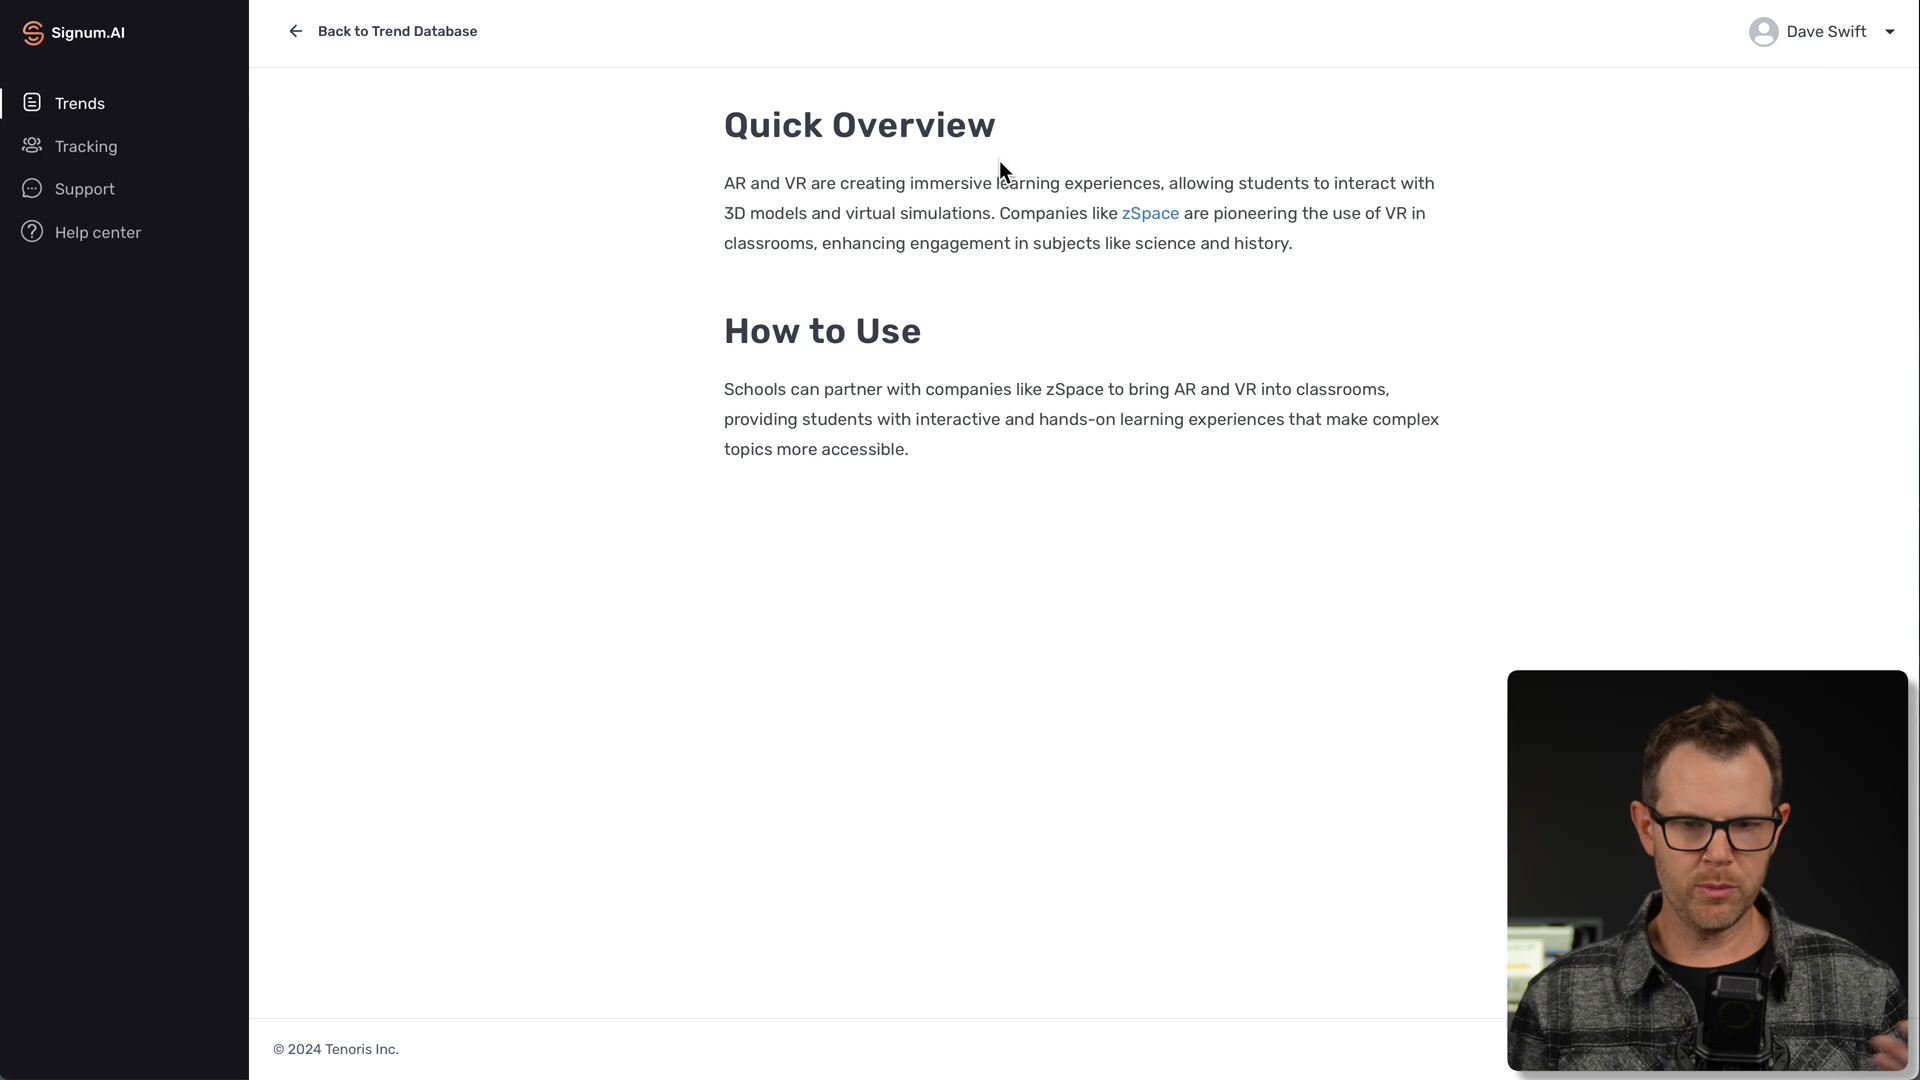 Signum.AI
Back to Trend Database
Dave Swift
Trends
Tracking
Support
Help center
Quick Overview
AR and VR are creating immersive learning experiences, allowing students to interact with
3D models and virtual simulations. Companies like zSpace are pioneering the use of VR in
classrooms, enhancing engagement in subjects like science and history.
How to Use
Schools can partner with companies like zSpace to bring AR and VR into classrooms,
providing students with interactive and hands-on learning experiences that make complex
topics more accessible.
© 2024 Tenoris Inc.